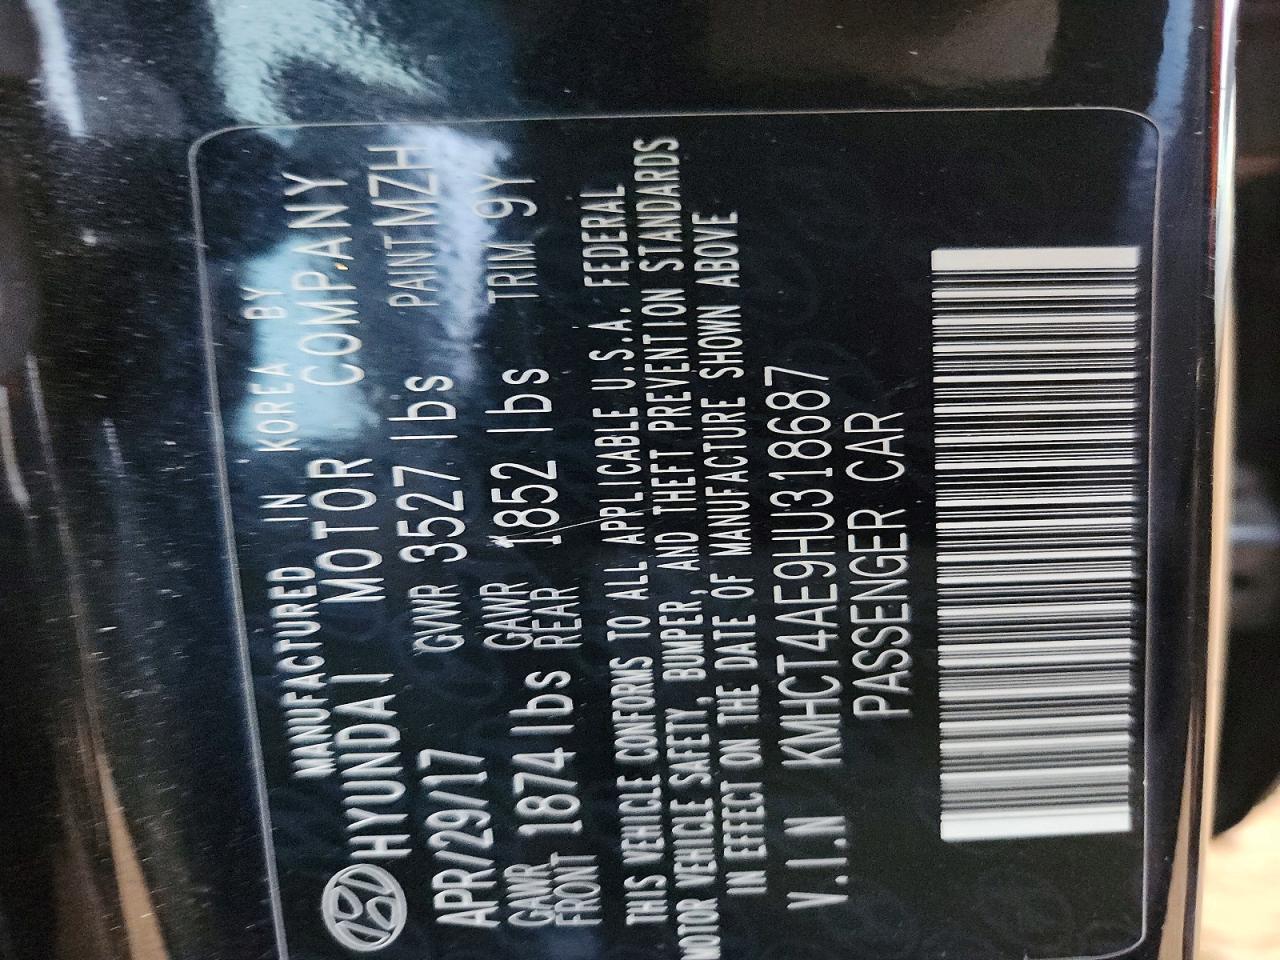 MANUFACTURED IN KOREA BY
HYUNDAI MOTOR COMPANY
APR/29/17 GVWR 3527 lbs PAINT MZH
GAWR FRONT 1874 lbs GAWR REAR 1852 lbs TRIM 9Y
THIS VEHICLE CONFORMS TO ALL APPLICABLE U.S.A. FEDERAL
MOTOR VEHICLE SAFETY, BUMPER, AND THEFT PREVENTION STANDARDS
IN EFFECT ON THE DATE OF MANUFACTURE SHOWN ABOVE
V.I.N KMHCT4AE9HU318687
PASSENGER CAR